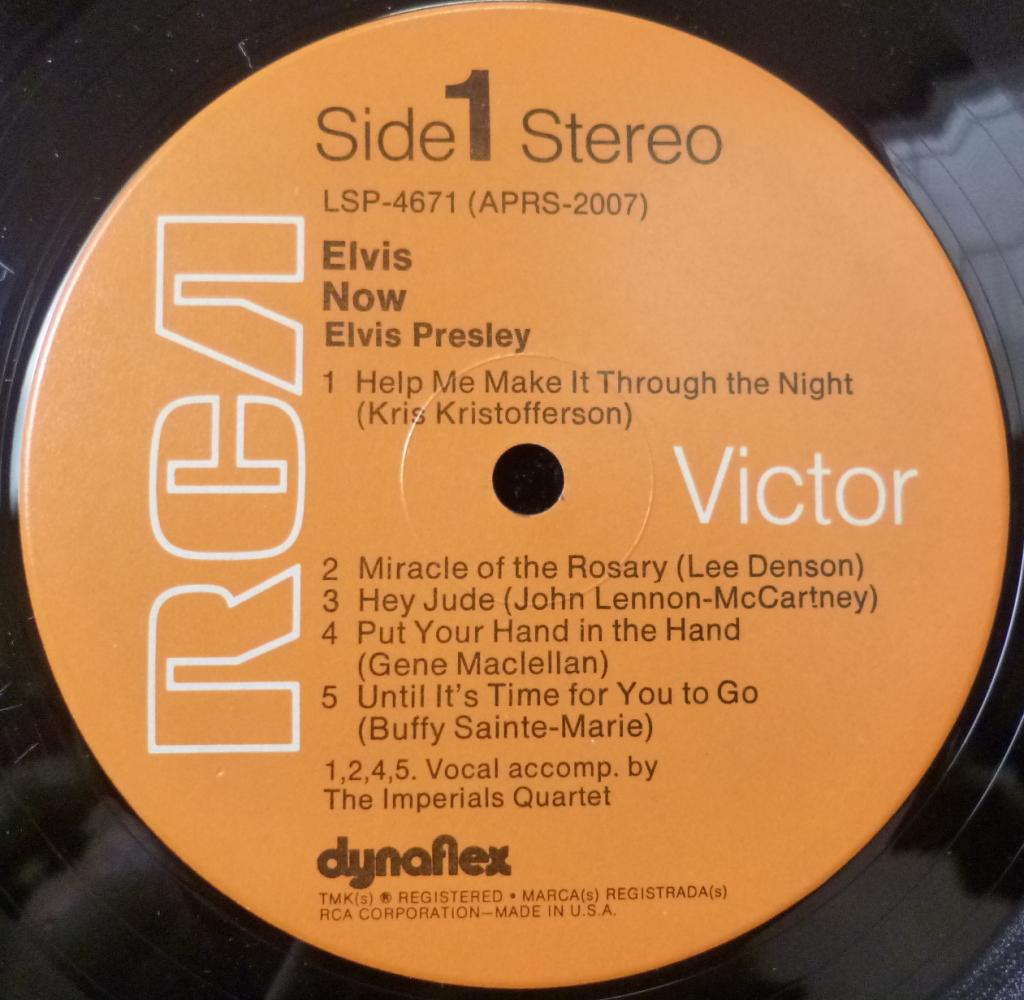 Side 1 Stereo
LSP-4671 (APRS-2007)
Elvis
Now
Elvis Presley
1 Help Me Make It Through the Night
(Kris Kristofferson)
RCA
Victor
2 Miracle of the Rosary (Lee Denson)
3 Hey Jude (John Lennon-McCartney)
4 Put Your Hand in the Hand
(Gene Maclellan)
5 Until It's Time for You to Go
(Buffy Sainte-Marie)
1,2,4,5. Vocal accomp. by
The Imperials Quartet
dynaflex
TMK(s) ® REGISTERED • MARCA(s) REGISTRADA(s)
RCA CORPORATION—MADE IN U.S.A.